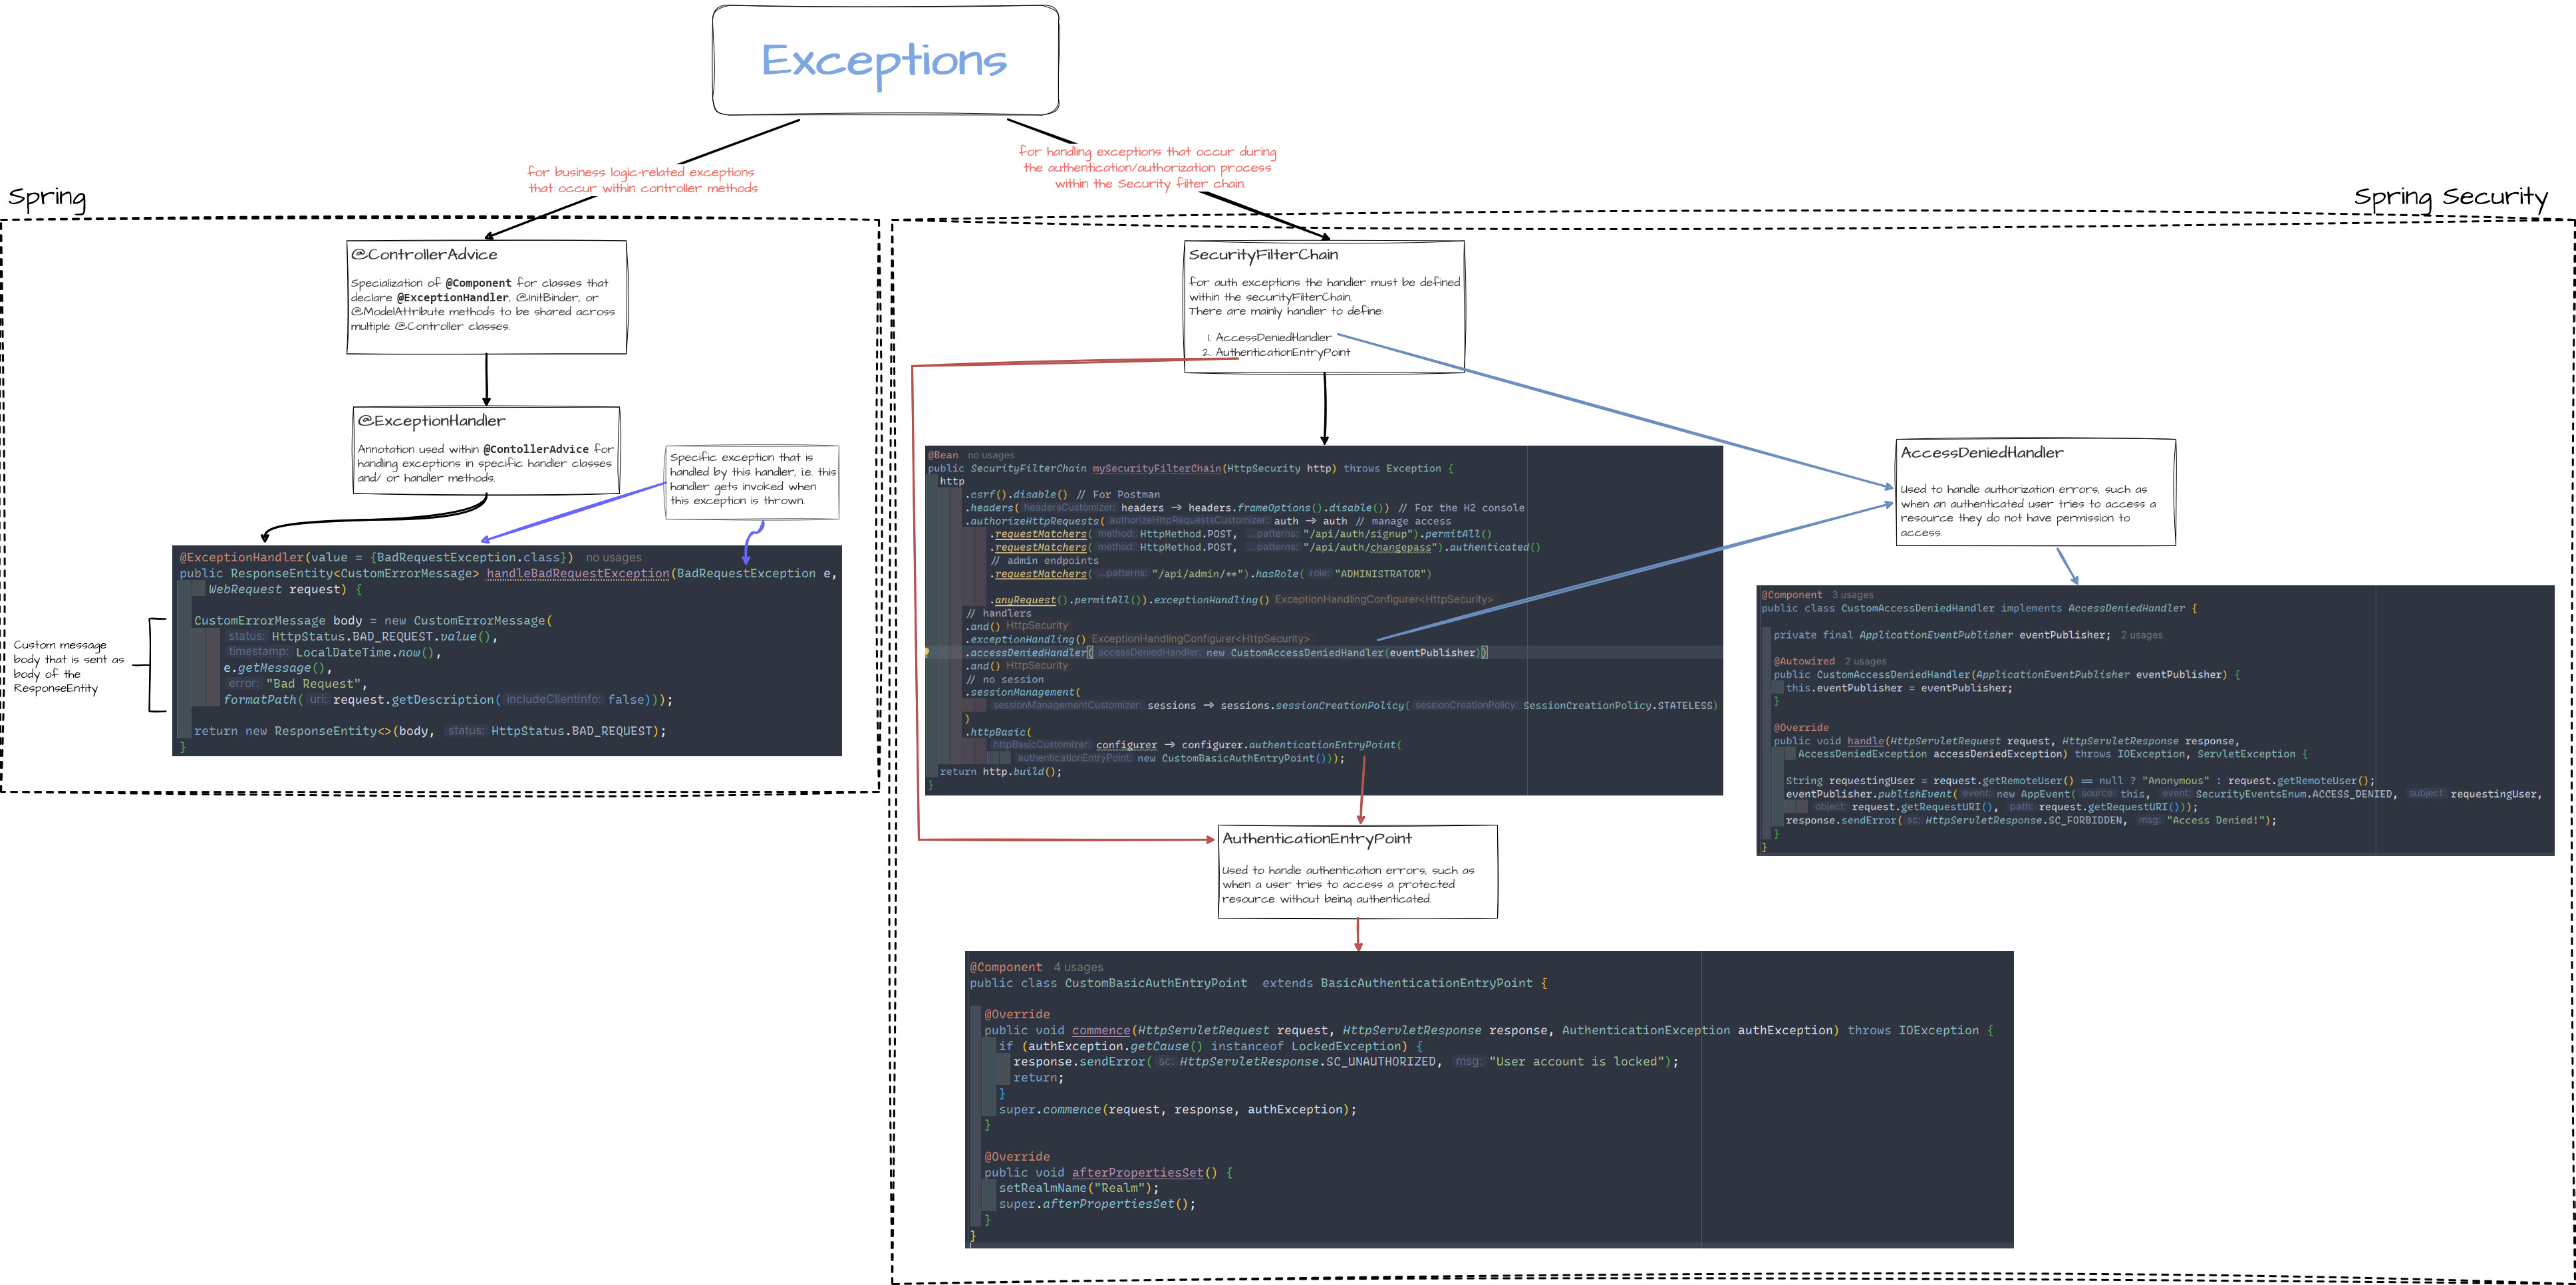 Exceptions
for business logic-related exceptions
that occur within controller methods
for handling exceptions that occur during
the authentication/authorization process
within the Security filter chain.
Spring
Spring Security
@ControllerAdvice
Specialization of @Component for classes that
declare @ExceptionHandler, @InitBinder, or
@ModelAttribute methods to be shared across
multiple @Controller classes.
@ExceptionHandler
Annotation used within @ContollerAdvice for
handling exceptions in specific handler classes
and/ or handler methods.
Specific exception that is
handled by this handler, i.e. this
handler gets invoked when
this exception is thrown.
@ExceptionHandler(value = {BadRequestException.class}) no usages
public ResponseEntity<CustomErrorMessage> handleBadRequestException(BadRequestException e,
WebRequest request) {
CustomErrorMessage body = new CustomErrorMessage(
status: HttpStatus.BAD_REQUEST.value(),
timestamp: LocalDateTime.now(),
e.getMessage(),
error: "Bad Request",
formatPath( uri: request.getDescription( includeClientInfo: false)));
return new ResponseEntity<>(body, status: HttpStatus.BAD_REQUEST);
}
Custom message
body that is sent as
body of the
ResponseEntity
SecurityFilterChain
for auth exceptions the handler must be defined
within the securityFilterChain.
There are mainly handler to define:
1. AccessDeniedHandler
2. AuthenticationEntryPoint
@Bean no usages
public SecurityFilterChain mySecurityFilterChain(HttpSecurity http) throws Exception {
http
.csrf().disable() // For Postman
.headers( headersCustomizer: headers -> headers.frameOptions().disable()) // For the H2 console
.authorizeHttpRequests( authorizeHttpRequestsCustomizer: auth -> auth // manage access
.requestMatchers( method: HttpMethod.POST, ...patterns: "/api/auth/signup").permitAll()
.requestMatchers( method: HttpMethod.POST, ...patterns: "/api/auth/changepass").authenticated()
// admin endpoints
.requestMatchers( ...patterns: "/api/admin/**").hasRole( role: "ADMINISTRATOR")
.anyRequest().permitAll()).exceptionHandling() ExceptionHandlingConfigurer<HttpSecurity>
// handlers
.and() HttpSecurity
.exceptionHandling() ExceptionHandlingConfigurer<HttpSecurity>
.accessDeniedHandler( accessDeniedHandler: new CustomAccessDeniedHandler(eventPublisher))
.and() HttpSecurity
// no session
.sessionManagement(
sessionManagementCustomizer: sessions -> sessions.sessionCreationPolicy( sessionCreationPolicy: SessionCreationPolicy.STATELESS)
)
.httpBasic(
httpBasicCustomizer: configurer -> configurer.authenticationEntryPoint(
authenticationEntryPoint: new CustomBasicAuthEntryPoint()));
return http.build();
}
AccessDeniedHandler
Used to handle authorization errors, such as
when an authenticated user tries to access a
resource they do not have permission to
access.
@Component 3 usages
public class CustomAccessDeniedHandler implements AccessDeniedHandler {
private final ApplicationEventPublisher eventPublisher; 2 usages
@Autowired 2 usages
public CustomAccessDeniedHandler(ApplicationEventPublisher eventPublisher) {
this.eventPublisher = eventPublisher;
}
@Override
public void handle(HttpServletRequest request, HttpServletResponse response,
AccessDeniedException accessDeniedException) throws IOException, ServletException {
String requestingUser = request.getRemoteUser() == null ? "Anonymous" : request.getRemoteUser();
eventPublisher.publishEvent( event: new AppEvent( source: this, event: SecurityEventsEnum.ACCESS_DENIED, subject: requestingUser,
object: request.getRequestURI(), path: request.getRequestURI()));
response.sendError( sc: HttpServletResponse.SC_FORBIDDEN, msg: "Access Denied!");
}
}
AuthenticationEntryPoint
Used to handle authentication errors, such as
when a user tries to access a protected
resource without being authenticated.
@Component 4 usages
public class CustomBasicAuthEntryPoint extends BasicAuthenticationEntryPoint {
@Override
public void commence(HttpServletRequest request, HttpServletResponse response, AuthenticationException authException) throws IOException {
if (authException.getCause() instanceof LockedException) {
response.sendError( sc: HttpServletResponse.SC_UNAUTHORIZED, msg: "User account is locked");
return;
}
super.commence(request, response, authException);
}
@Override
public void afterPropertiesSet() {
setRealmName("Realm");
super.afterPropertiesSet();
}
}